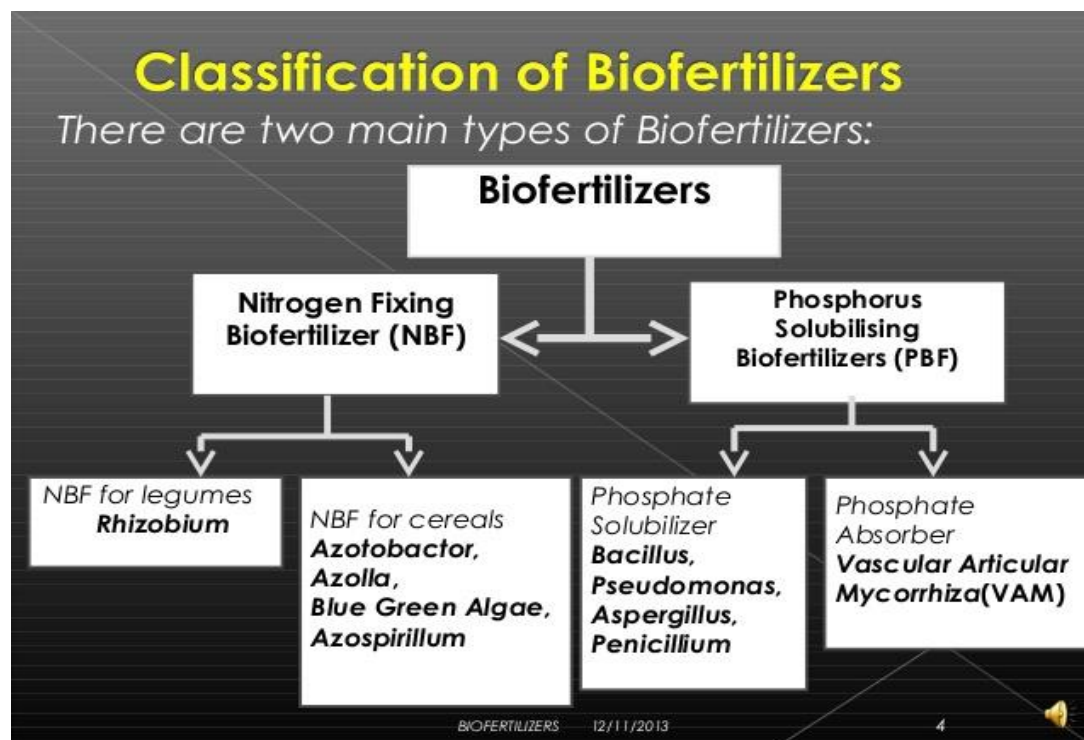 Classification of Biofertilizers
There are two main types of Biofertilizers:
Biofertilizers
Nitrogen Fixing
Biofertilizer (NBF)
Phosphorus
Solubilising
Biofertilizers (PBF)
NBF for legumes
Rhizobium
NBF for cereals
Azotobactor,
Azolla,
Blue Green Algae,
Azospirillum
Phosphate
Solubilizer
Bacillus,
Pseudomonas,
Aspergillus,
Penicillium
Phosphate
Absorber
Vascular Articular
Mycorrhiza(VAM)
BIOFERTILIZERS 12/11/2013 4